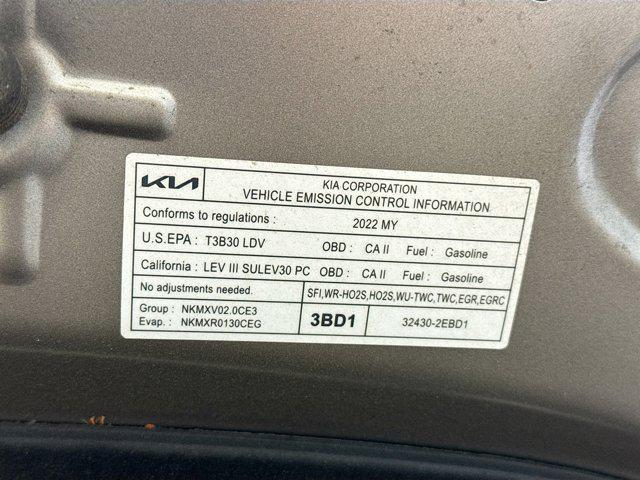 KIA KIA CORPORATION
VEHICLE EMISSION CONTROL INFORMATION
Conforms to regulations : 2022 MY
U.S.EPA : T3B30 LDV OBD : CA II Fuel : Gasoline
California : LEV III SULEV30 PC OBD : CA II Fuel : Gasoline
No adjustments needed. SFI,WR-HO2S,HO2S,WU-TWC,TWC,EGR,EGRC
Group : NKMXV02.0CE3
Evap. : NKMXR0130CEG
3BD1 32430-2EBD1